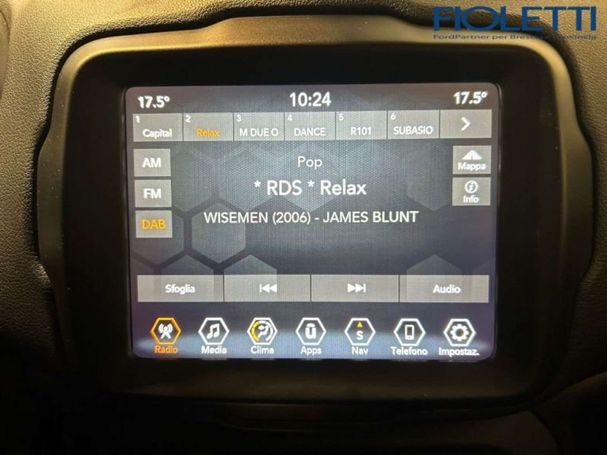 FIOLETTI
FordPartner per Brescia e Provincia
17.5° 10:24 17.5°
1 Capital 2 Relax 3 M DUE O 4 DANCE 5 R101 6 SUBASIO
AM Pop Mappa
* RDS * Relax
FM Info
WISEMEN (2006) - JAMES BLUNT
DAB
Sfoglia Audio
S
Radio Media Clima Apps Nav Telefono Impostaz.